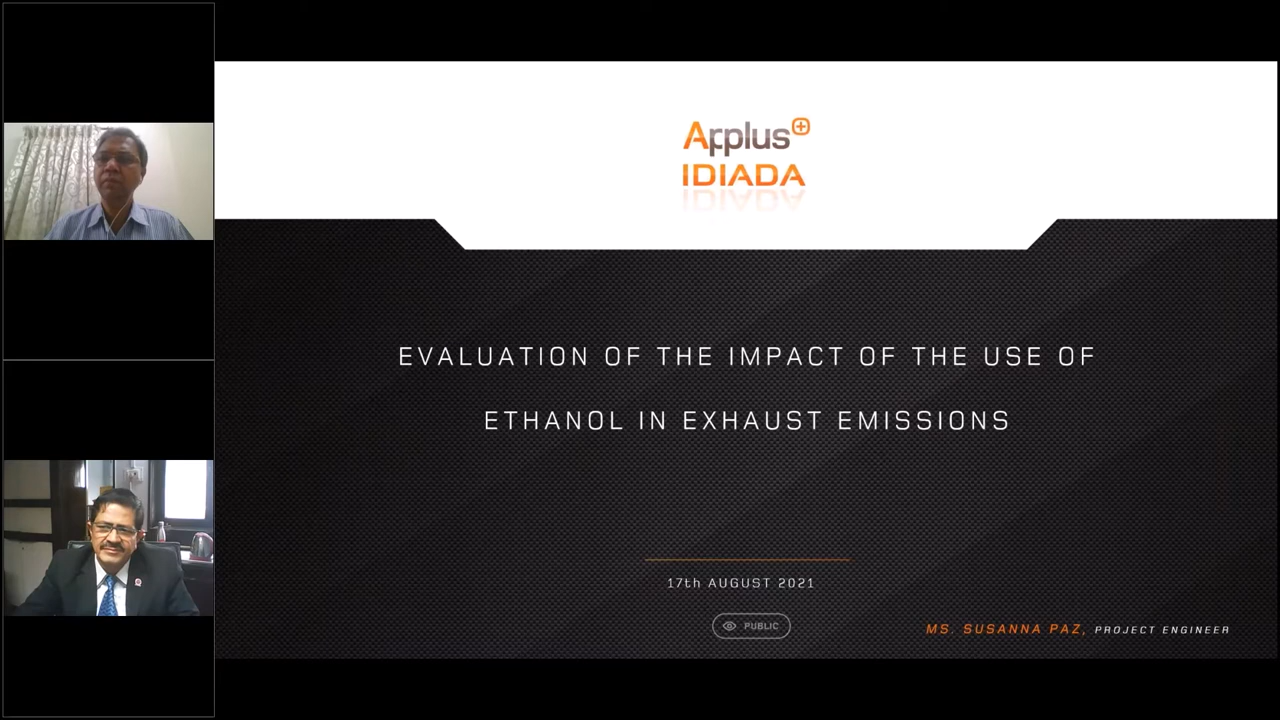 Applus+
IDIADA
EVALUATION OF THE IMPACT OF THE USE OF
ETHANOL IN EXHAUST EMISSIONS
17th AUGUST 2021
PUBLIC
MS. SUSANNA PAZ, PROJECT ENGINEER